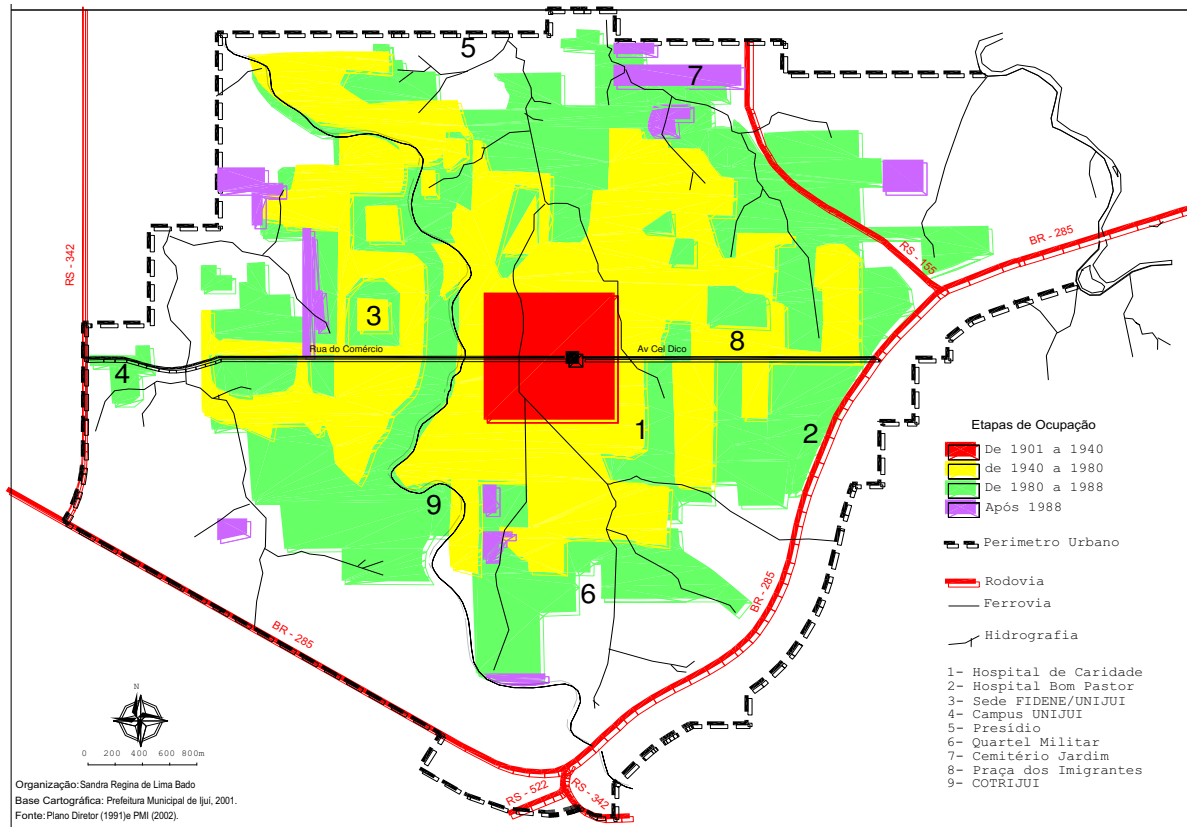 5
7
RS - 342
RS - 155
BR - 285
3
Rua do Comércio
Av Cel Dico
8
4
1
2
9
6
BR - 285
BR - 285
RS - 522
RS - 342
Etapas de Ocupação
De 1901 a 1940
de 1940 a 1980
De 1980 a 1988
Após 1988
Perimetro Urbano
Rodovia
Ferrovia
Hidrografia
1- Hospital de Caridade
2- Hospital Bom Pastor
3- Sede FIDENE/UNIJUI
4- Campus UNIJUI
5- Presídio
6- Quartel Militar
7- Cemitério Jardim
8- Praça dos Imigrantes
9- COTRIJUI
N
0 200 400 600 800m
Organização: Sandra Regina de Lima Bado
Base Cartográfica: Prefeitura Municipal de Ijuí, 2001.
Fonte: Plano Diretor (1991)e PMI (2002).